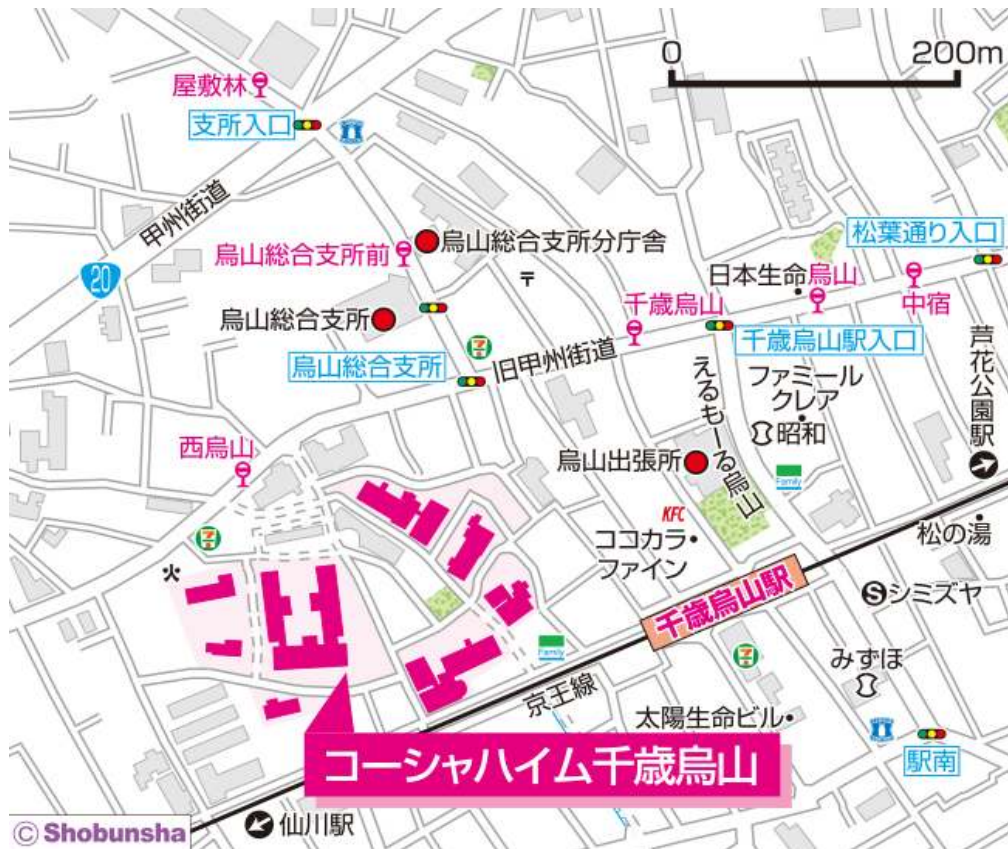 0 200m
屋敷林
支所入口
甲州街道
20
烏山総合支所前
烏山総合支所分庁舎
烏山総合支所
烏山総合支所
〒
旧甲州街道
千歳烏山
日本生命
烏山
松葉通り入口
中宿
千歳烏山駅入口
芦花公園駅
ファミール
クレア
昭和
えるもーる烏山
西烏山
烏山出張所
Family
KFC
ココカラ
ファイン
松の湯
千歳烏山駅
S シミズヤ
Family
みずほ
京王線
太陽生命ビル
駅南
コーシャハイム千歳烏山
仙川駅
© Shobunsha